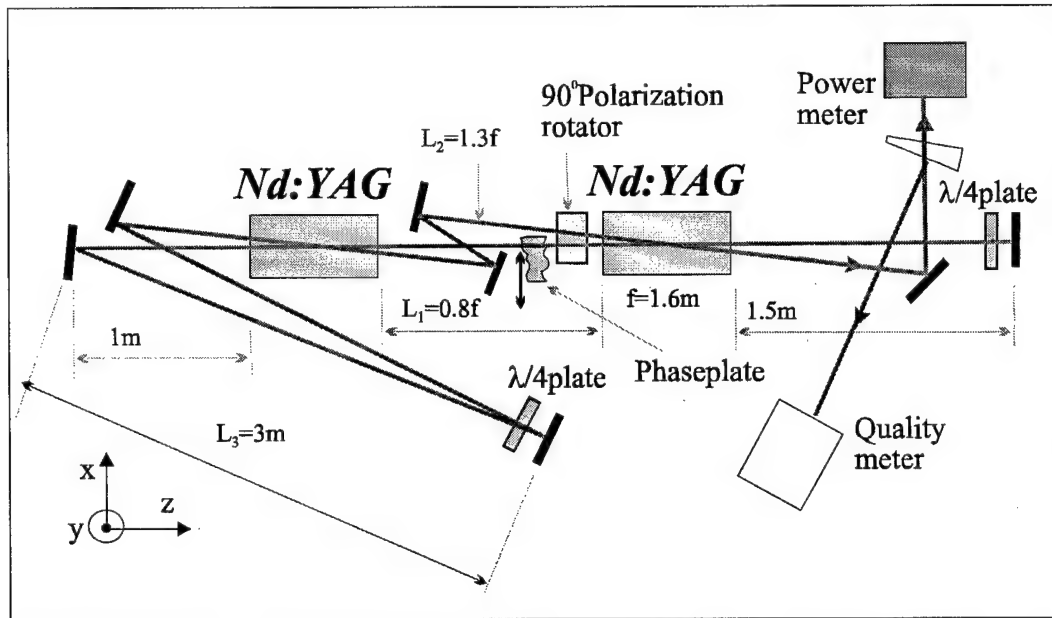 90°Polarization
rotator
Power
meter
L₂=1.3f
Nd:YAG
Nd:YAG
λ/4plate
L₁=0.8f
f=1.6m
1.5m
1m
Phaseplate
λ/4plate
L₃=3m
Quality
meter
x
z
y